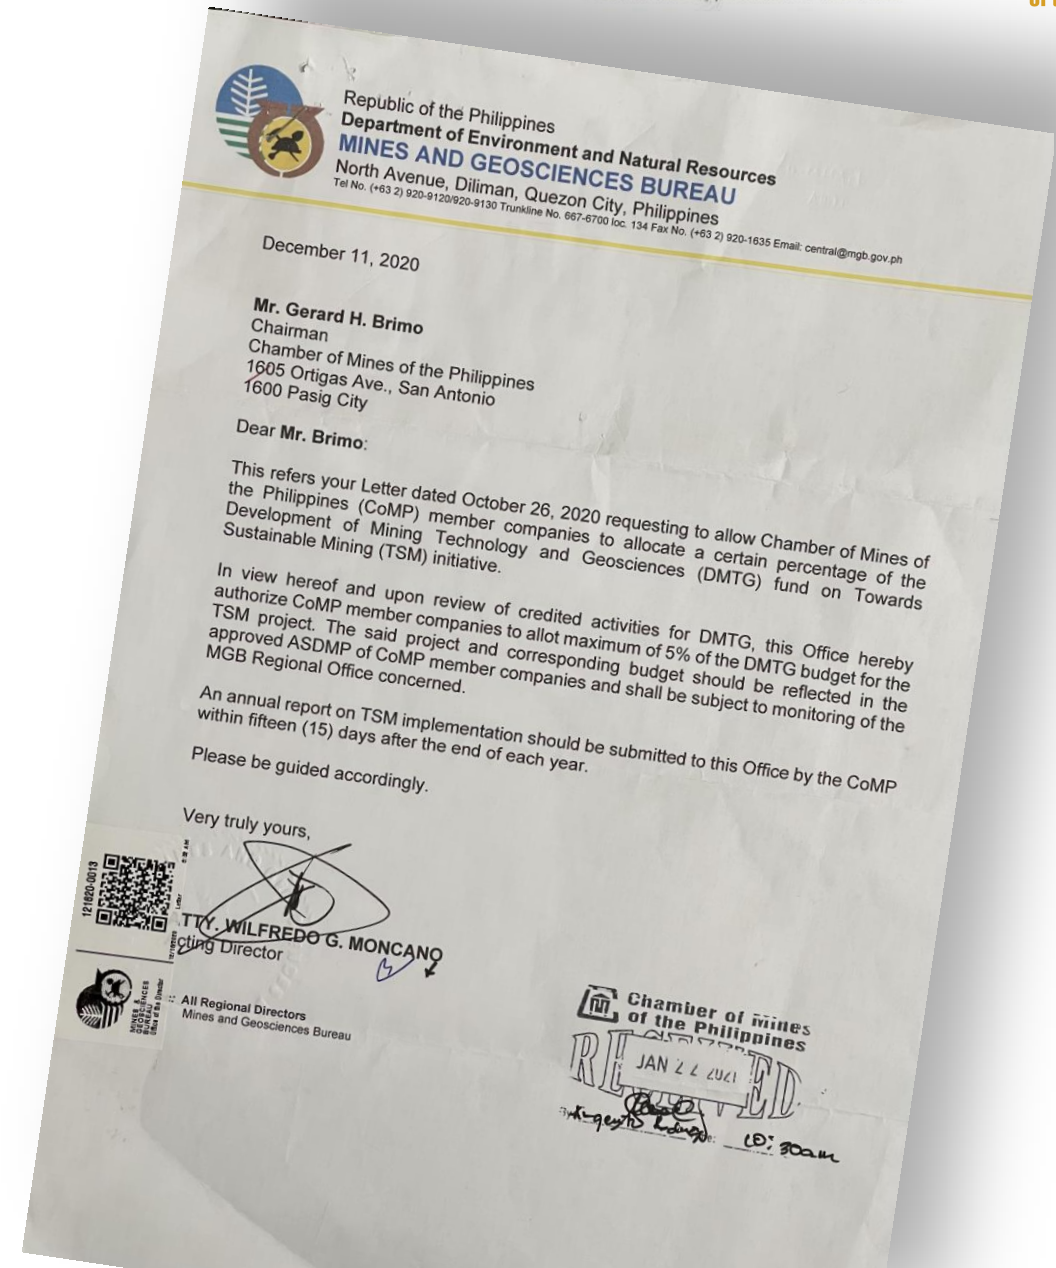 Republic of the Philippines
Department of Environment and Natural Resources
MINES AND GEOSCIENCES BUREAU
North Avenue, Diliman, Quezon City, Philippines
Tel No. (+63 2) 920-9120/920-9130 Trunkline No. 667-6700 loc. 134 Fax No. (+63 2) 920-1635 Email: central@mgb.gov.ph
December 11, 2020
Mr. Gerard H. Brimo
Chairman
Chamber of Mines of the Philippines
1605 Ortigas Ave., San Antonio
1600 Pasig City
Dear Mr. Brimo:
This refers your Letter dated October 26, 2020 requesting to allow Chamber of Mines of
the Philippines (CoMP) member companies to allocate a certain percentage of the
Development of Mining Technology and Geosciences (DMTG) fund on Towards
Sustainable Mining (TSM) initiative.
In view hereof and upon review of credited activities for DMTG, this Office hereby
authorize CoMP member companies to allot maximum of 5% of the DMTG budget for the
TSM project. The said project and corresponding budget should be reflected in the
approved ASDMP of CoMP member companies and shall be subject to monitoring of the
MGB Regional Office concerned.
An annual report on TSM implementation should be submitted to this Office by the CoMP
within fifteen (15) days after the end of each year.
Please be guided accordingly.
Very truly yours,
TTY. WILFREDO G. MONCANO
cting Director
121620-0013
MINES &
GEOSCIENCES
BUREAU
Office of the Director
All Regional Directors
Mines and Geosciences Bureau
Chamber of Mines
of the Philippines
RECEIVED
JAN 22 2021
10:30am